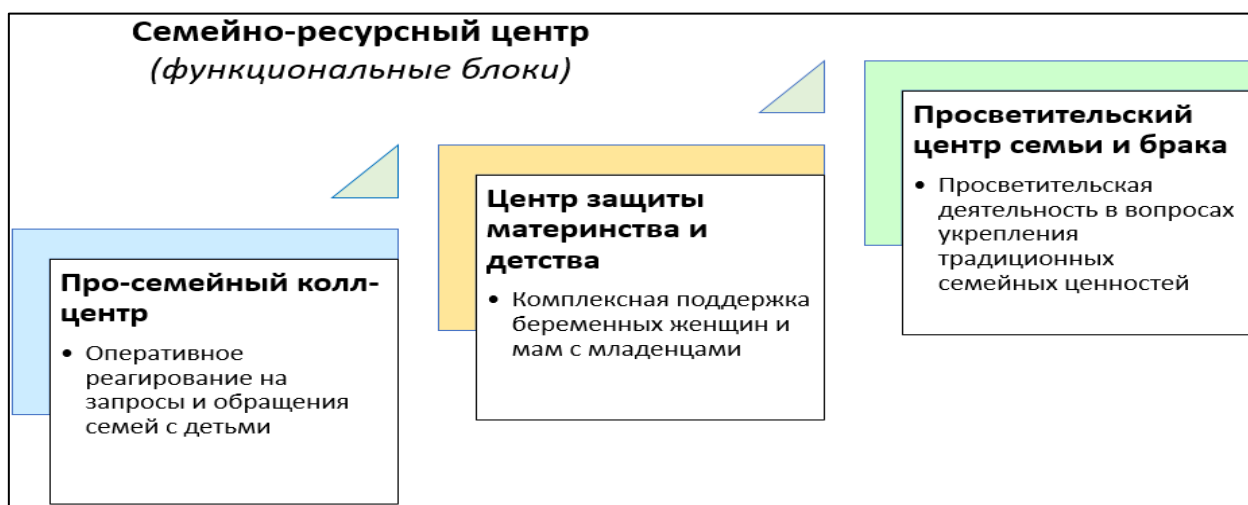 Семейно-ресурсный центр
(функциональные блоки)
Про-семейный колл-
центр
• Оперативное
реагирование на
запросы и обращения
семей с детьми
Центр защиты
материнства и
детства
• Комплексная поддержка
беременных женщин и
мам с младенцами
Просветительский
центр семьи и брака
• Просветительская
деятельность в вопросах
укрепления
традиционных
семейных ценностей